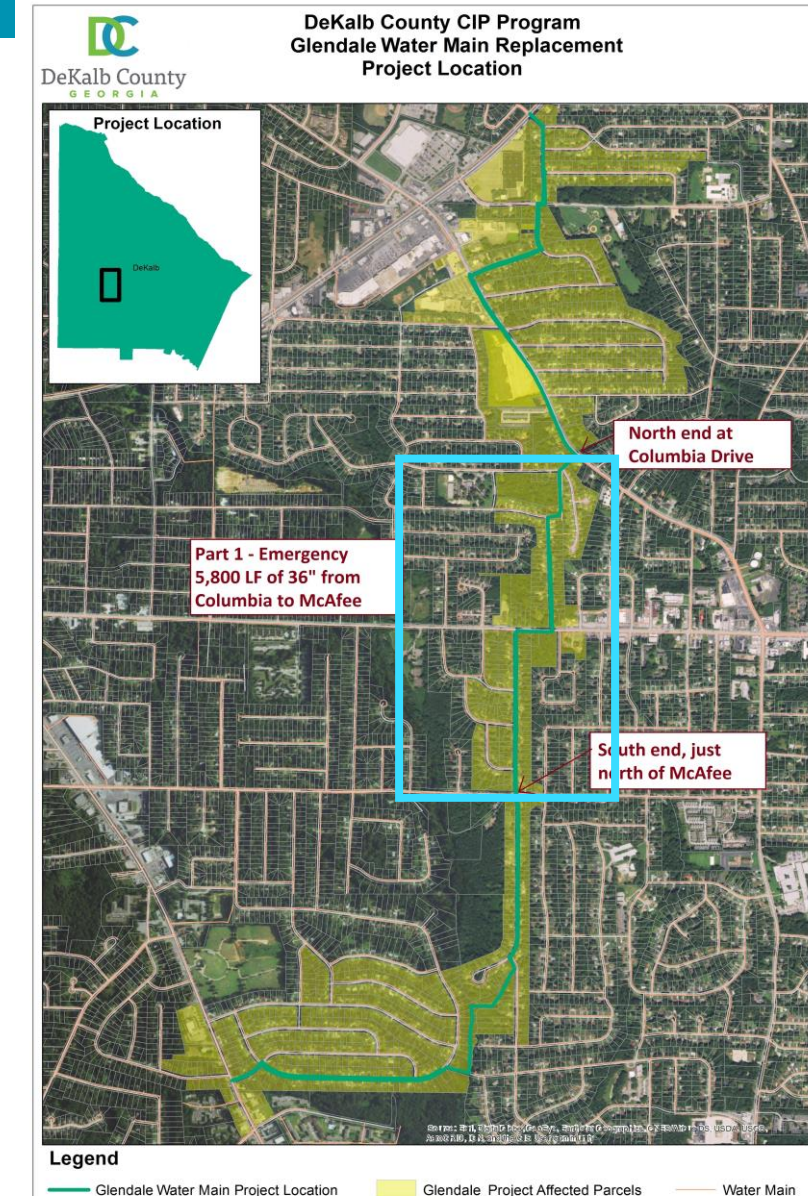 DeKalb County
GEORGIA
DeKalb County CIP Program
Glendale Water Main Replacement
Project Location
Project Location
DeKalb
North end at
Columbia Drive
Part 1 - Emergency
5,800 LF of 36" from
Columbia to McAfee
South end, just
north of McAfee
Legend
Glendale Water Main Project Location
Glendale Project Affected Parcels
Water Main